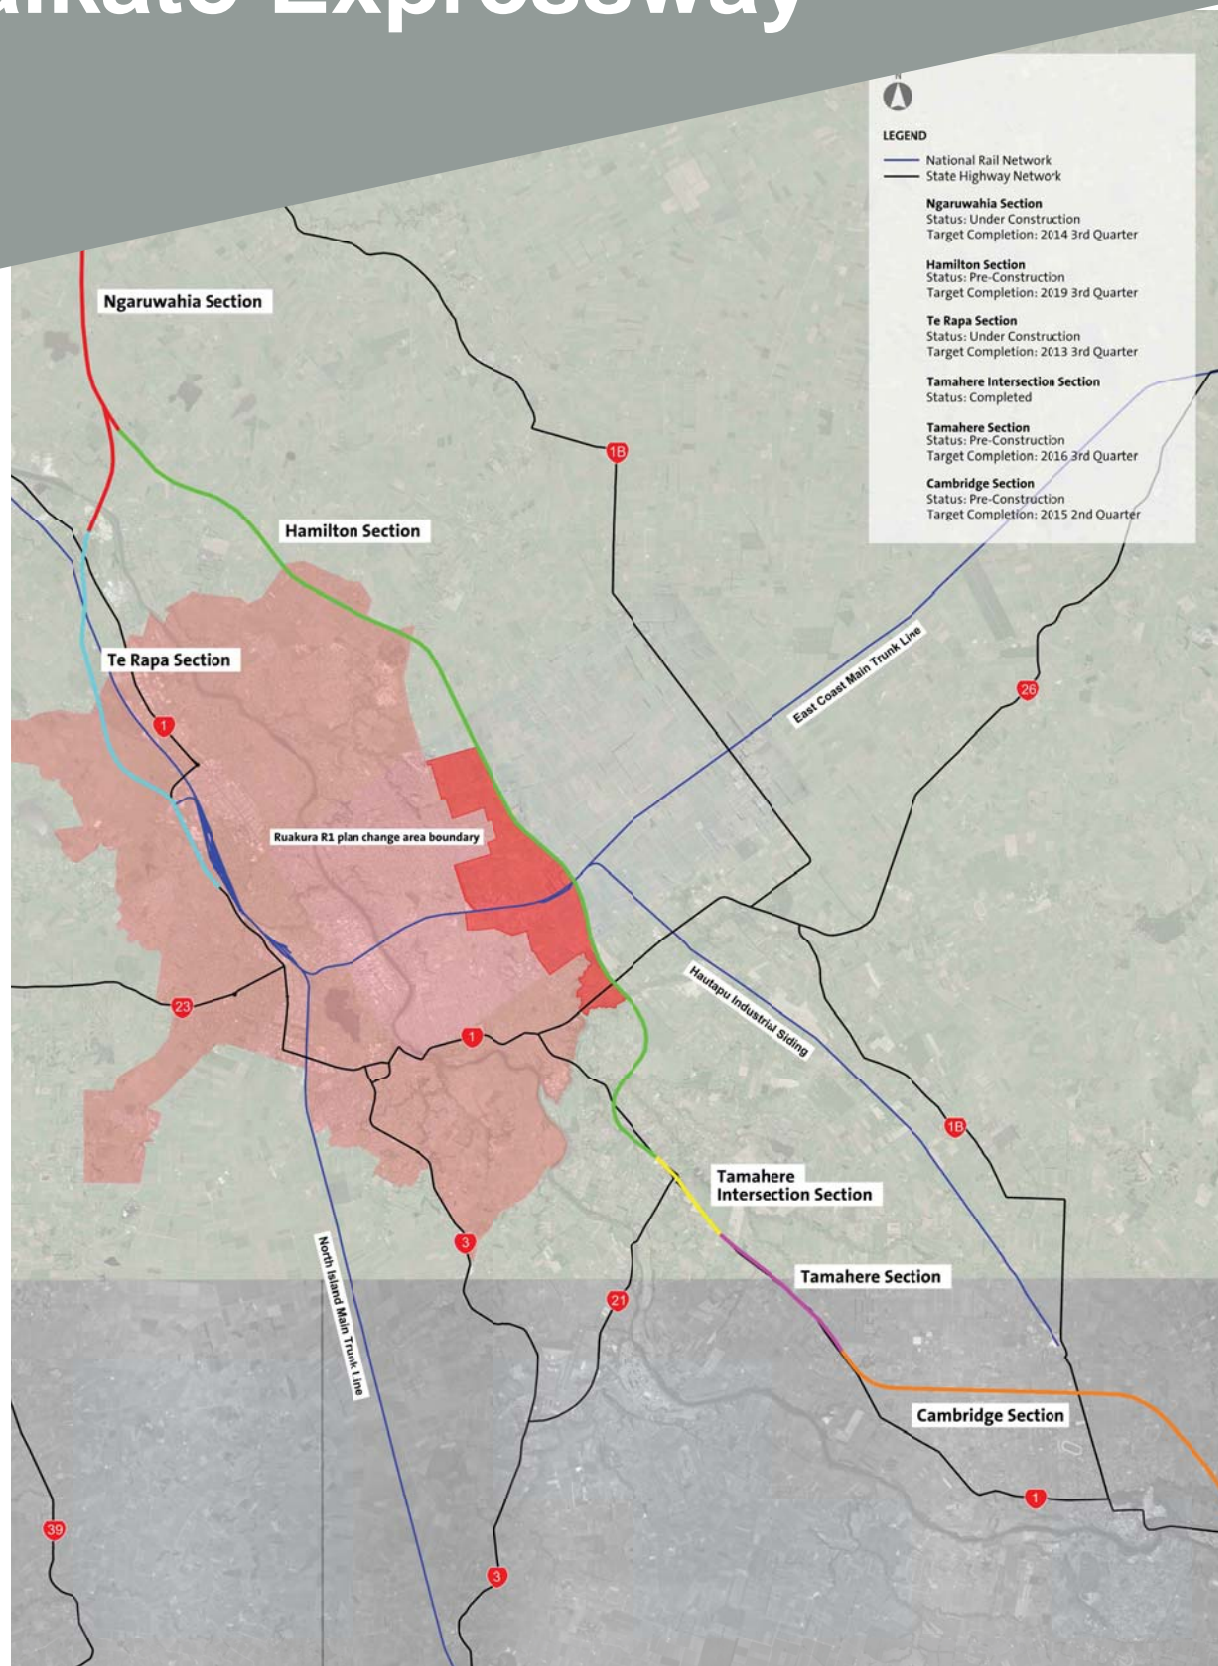 Expressway
N
LEGEND
National Rail Network
State Highway Network
Ngaruwahia Section
Status: Under Construction
Target Completion: 2014 3rd Quarter
Hamilton Section
Status: Pre-Construction
Target Completion: 2019 3rd Quarter
Te Rapa Section
Status: Under Construction
Target Completion: 2013 3rd Quarter
Tamahere Intersection Section
Status: Completed
Tamahere Section
Status: Pre-Construction
Target Completion: 2016 3rd Quarter
Cambridge Section
Status: Pre-Construction
Target Completion: 2015 2nd Quarter
Ngaruwahia Section
1B
Hamilton Section
East Coast Main Trunk Line
Te Rapa Section
26
1
Ruakura R1 plan change area boundary
Hautapu Industrial Siding
23
1
1B
Tamahere
Intersection Section
3
North Island Main Trunk Line
Tamahere Section
21
Cambridge Section
1
39
3